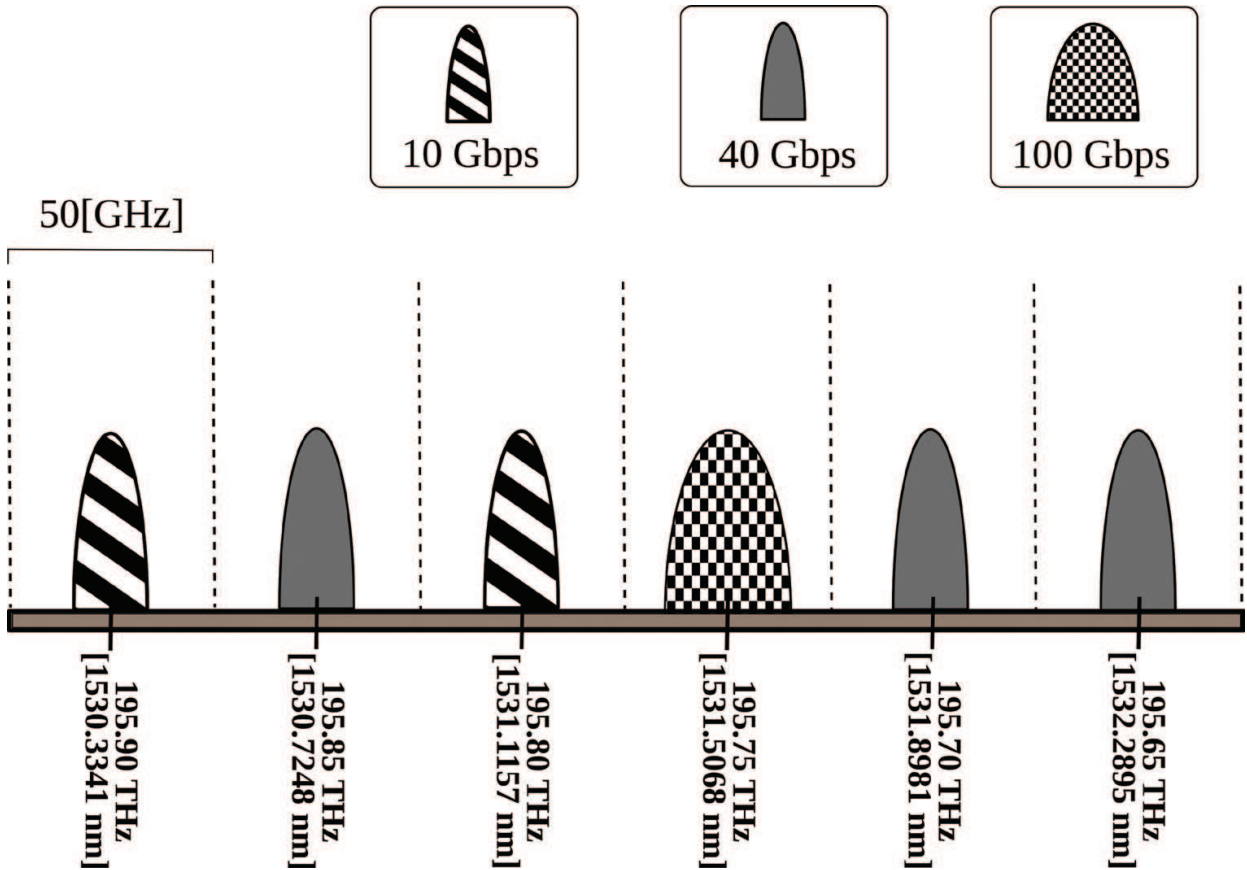 10 Gbps
40 Gbps
100 Gbps
50[GHz]
195.90 THz
[1530.3341 nm]
195.85 THz
[1530.7248 nm]
195.80 THz
[1531.1157 nm]
195.75 THz
[1531.5068 nm]
195.70 THz
[1531.8981 nm]
195.65 THz
[1532.2895 nm]